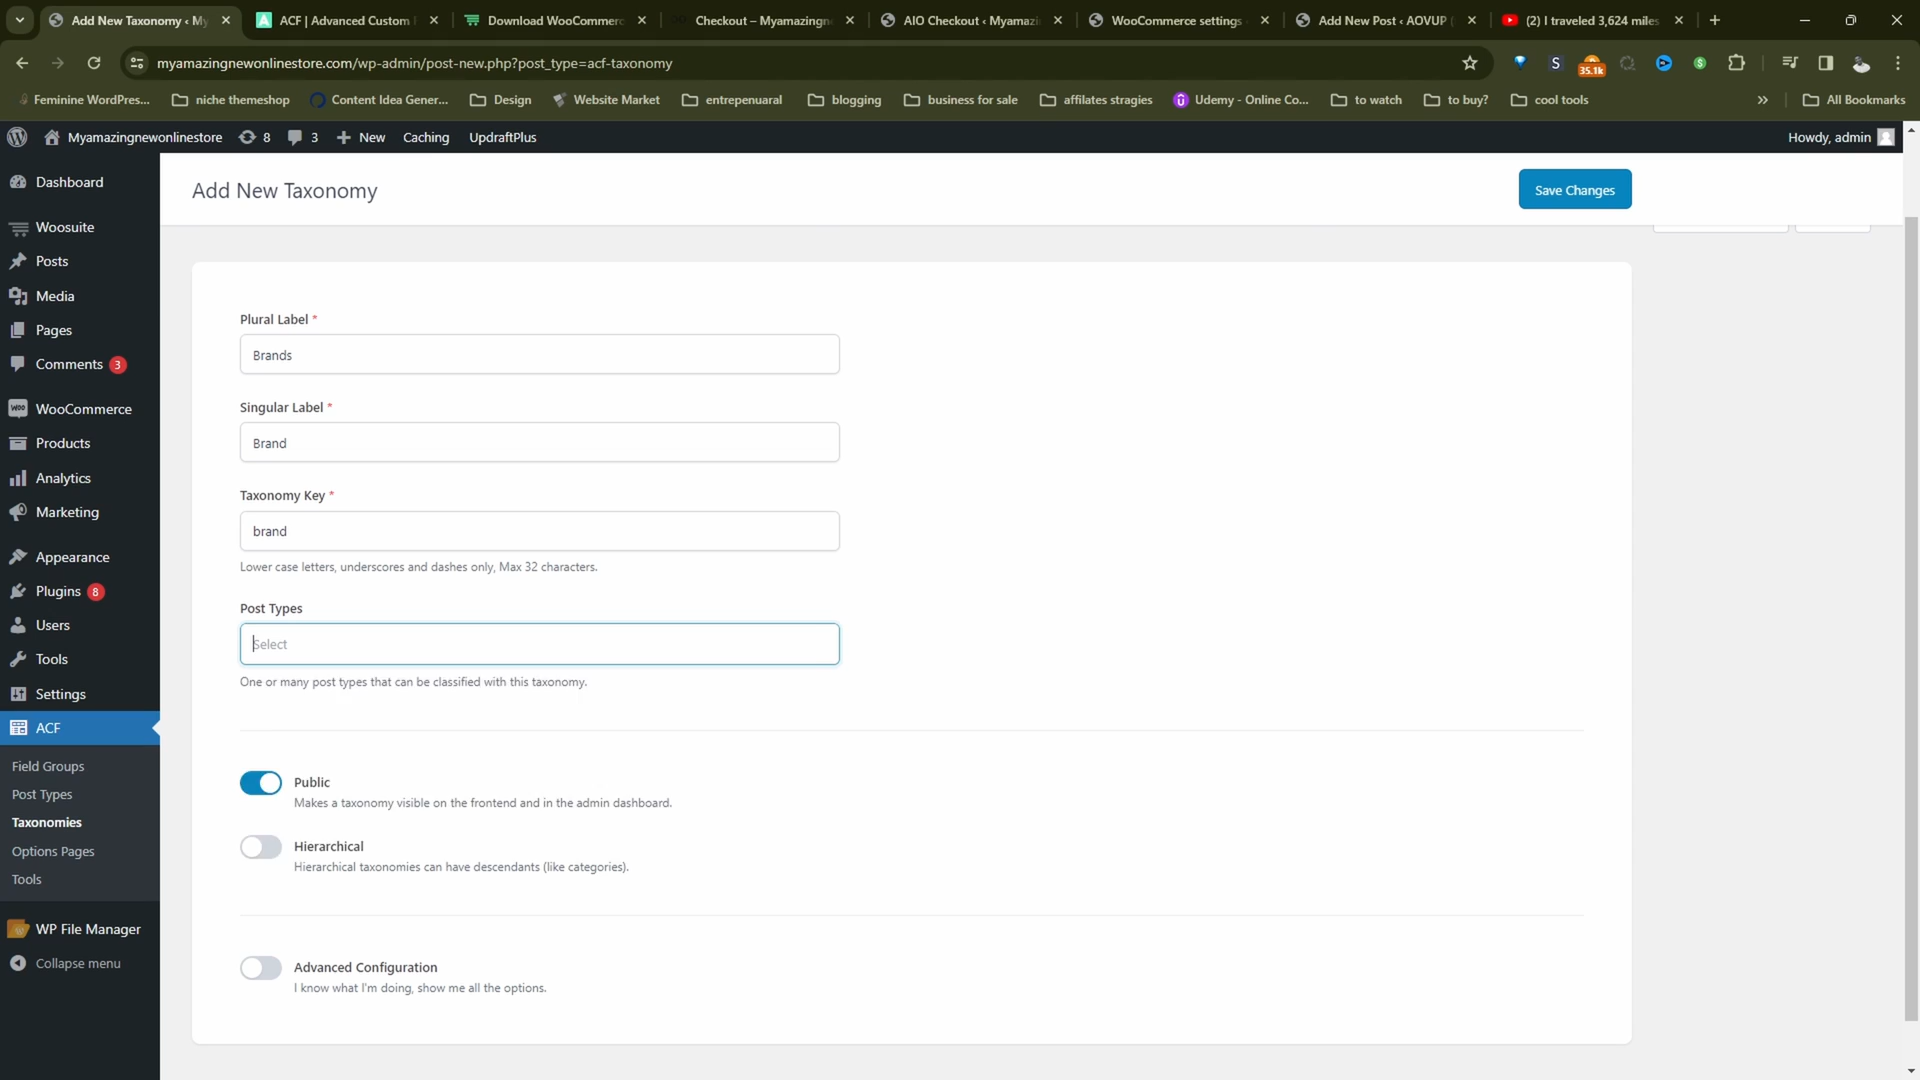 Add New Taxonomy ‹ My
ACF | Advanced Custom F
Download WooCommerc
Checkout – Myamazingn
AIO Checkout ‹ Myamazi
WooCommerce settings
Add New Post ‹ AOVUP (
(2) I traveled 3,624 miles
myamazingnewonlinestore.com/wp-admin/post-new.php?post_type=acf-taxonomy
S
35.1k
Feminine WordPres...
niche themeshop
Content Idea Gener...
Design
Website Market
entrepenuaral
blogging
business for sale
affilates stragies
Udemy - Online Co...
to watch
to buy?
cool tools
»
All Bookmarks
Myamazingnewonlinestore
8
3
New
Caching
UpdraftPlus
Howdy, admin
Dashboard
Woosuite
Posts
Media
Pages
Comments 3
WooCommerce
Products
Analytics
Marketing
Appearance
Plugins 8
Users
Tools
Settings
ACF
Field Groups
Post Types
Taxonomies
Options Pages
Tools
WP File Manager
Collapse menu
Add New Taxonomy
Save Changes
Plural Label *
Brands
Singular Label *
Brand
Taxonomy Key *
brand
Lower case letters, underscores and dashes only, Max 32 characters.
Post Types
Select
One or many post types that can be classified with this taxonomy.
Public
Makes a taxonomy visible on the frontend and in the admin dashboard.
Hierarchical
Hierarchical taxonomies can have descendants (like categories).
Advanced Configuration
I know what I'm doing, show me all the options.